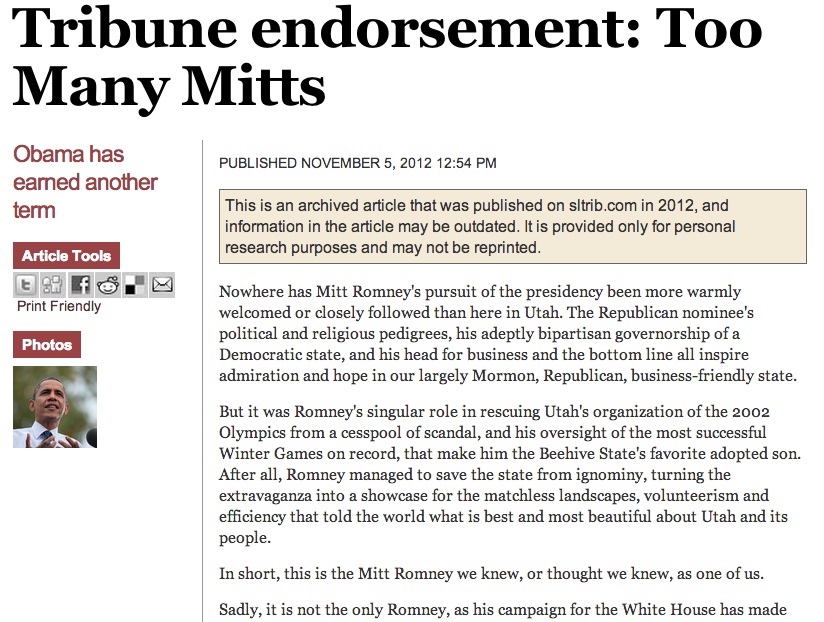 Tribune endorsement: Too
Many Mitts
Obama has
earned another
term
Article Tools
t
f
Print Friendly
Photos
PUBLISHED NOVEMBER 5, 2012 12:54 PM
This is an archived article that was published on sltrib.com in 2012, and
information in the article may be outdated. It is provided only for personal
research purposes and may not be reprinted.
Nowhere has Mitt Romney's pursuit of the presidency been more warmly
welcomed or closely followed than here in Utah. The Republican nominee's
political and religious pedigrees, his adeptly bipartisan governorship of a
Democratic state, and his head for business and the bottom line all inspire
admiration and hope in our largely Mormon, Republican, business-friendly state.
But it was Romney's singular role in rescuing Utah's organization of the 2002
Olympics from a cesspool of scandal, and his oversight of the most successful
Winter Games on record, that make him the Beehive State's favorite adopted son.
After all, Romney managed to save the state from ignominy, turning the
extravaganza into a showcase for the matchless landscapes, volunteerism and
efficiency that told the world what is best and most beautiful about Utah and its
people.
In short, this is the Mitt Romney we knew, or thought we knew, as one of us.
Sadly, it is not the only Romney, as his campaign for the White House has made